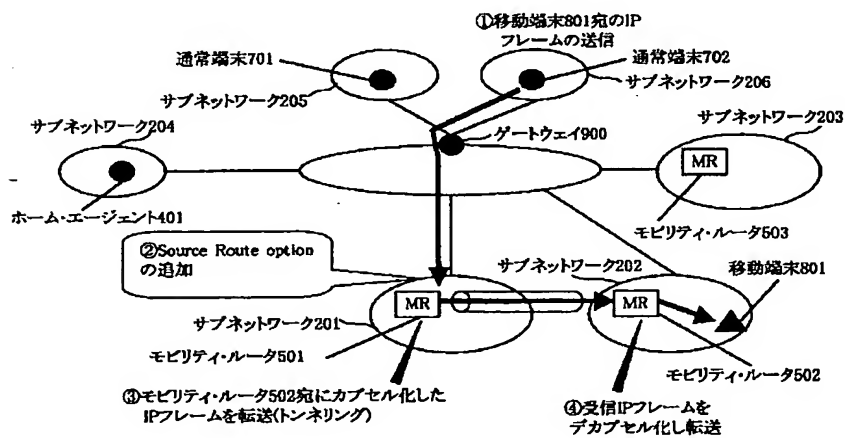 ①移動端末801宛のIP
フレームの送信
通常端末701
通常端末702
サブネットワーク205
サブネットワーク206
サブネットワーク204
サブネットワーク203
ゲートウェイ900
MR
ホーム・エージェント401
モビリティ・ルータ503
②Source Route option
の追加
サブネットワーク202
移動端末801
MR
MR
サブネットワーク201
モビリティ・ルータ501
モビリティ・ルータ502
③モビリティ・ルータ502宛にカプセル化した
IPフレームを転送(トンネリング)
④受信IPフレームを
デカプセル化し転送